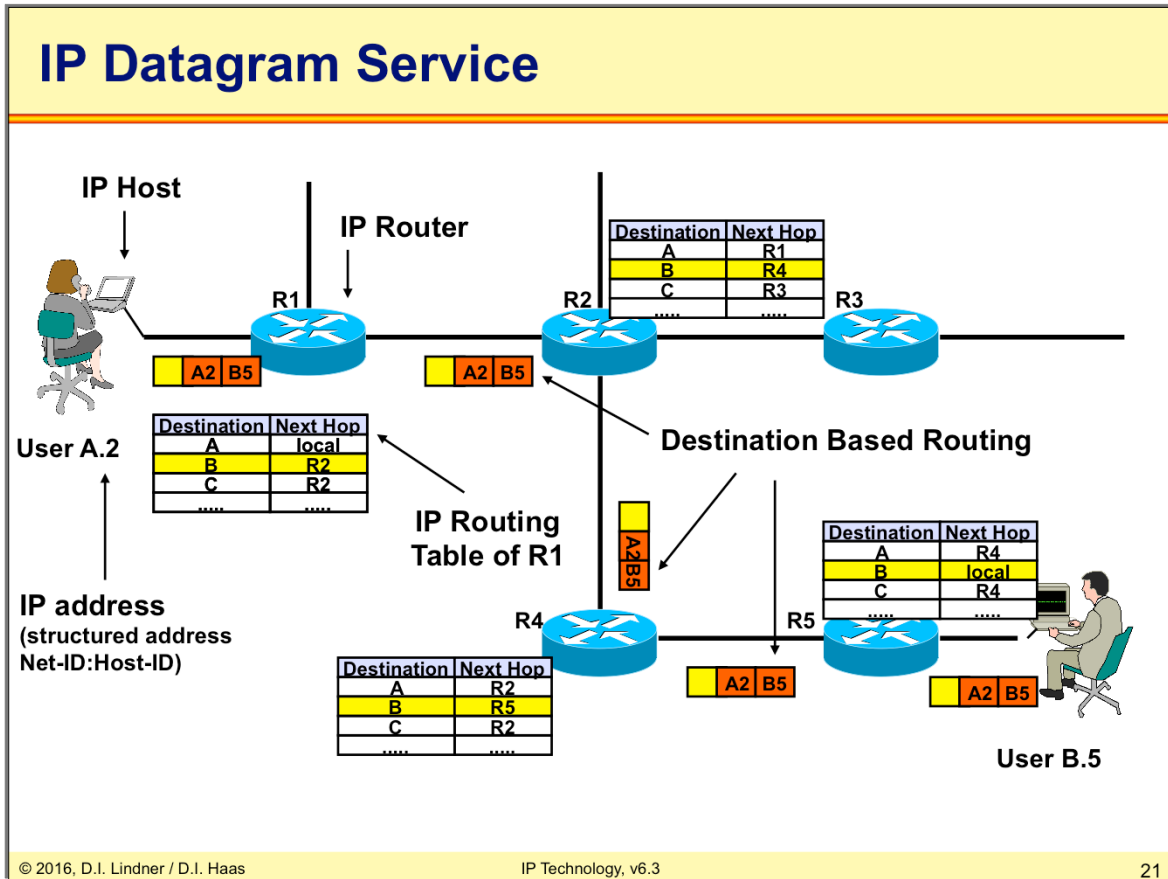 IP Datagram Service
IP Host
IP Router
R1
R2
R3
Destination Next Hop
A R1
B R4
C R3
..... .....
A2 B5
A2 B5
User A.2
Destination Next Hop
A local
B R2
C R2
..... .....
Destination Based Routing
IP Routing
Table of R1
A2 B5
IP address
(structured address
Net-ID:Host-ID)
R4
R5
Destination Next Hop
A R4
B local
C R4
..... .....
Destination Next Hop
A R2
B R5
C R2
..... .....
A2 B5
A2 B5
User B.5
© 2016, D.I. Lindner / D.I. Haas
IP Technology, v6.3
21